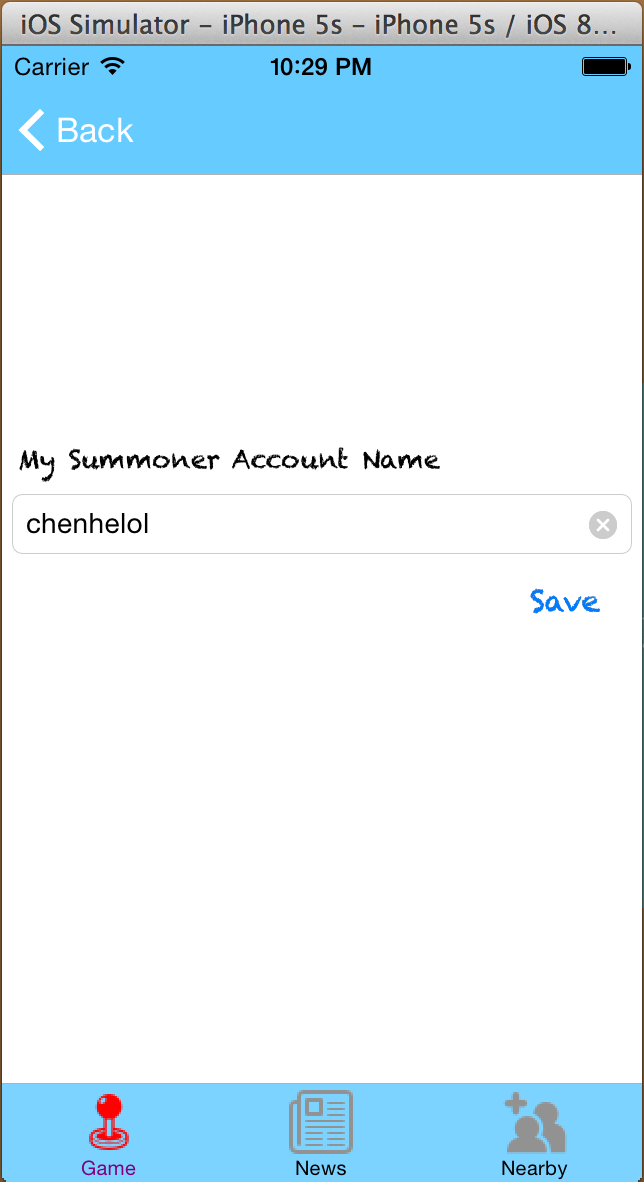 iOS Simulator – iPhone 5s – iPhone 5s / iOS 8...
Carrier 10:29 PM
Back
My Summoner Account Name
chenhelol
Save
Game News Nearby